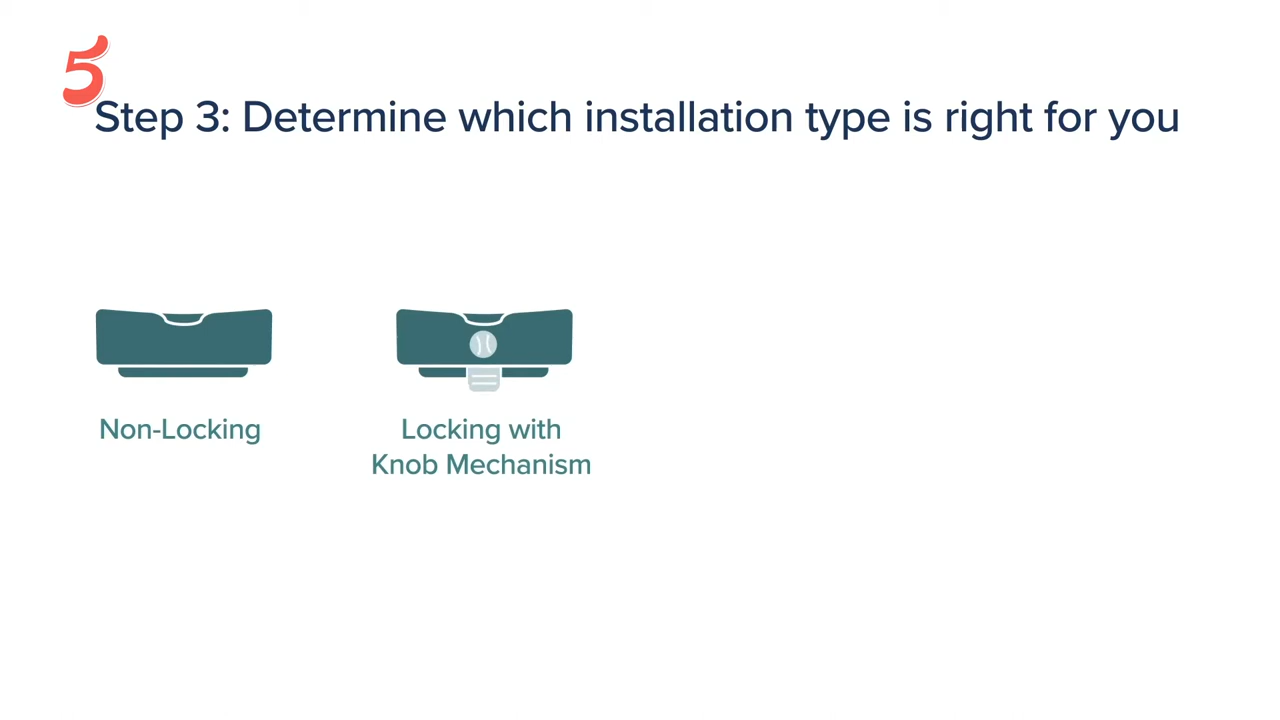 5
Step 3: Determine which installation type is right for you
Non-Locking
Locking with
Knob Mechanism